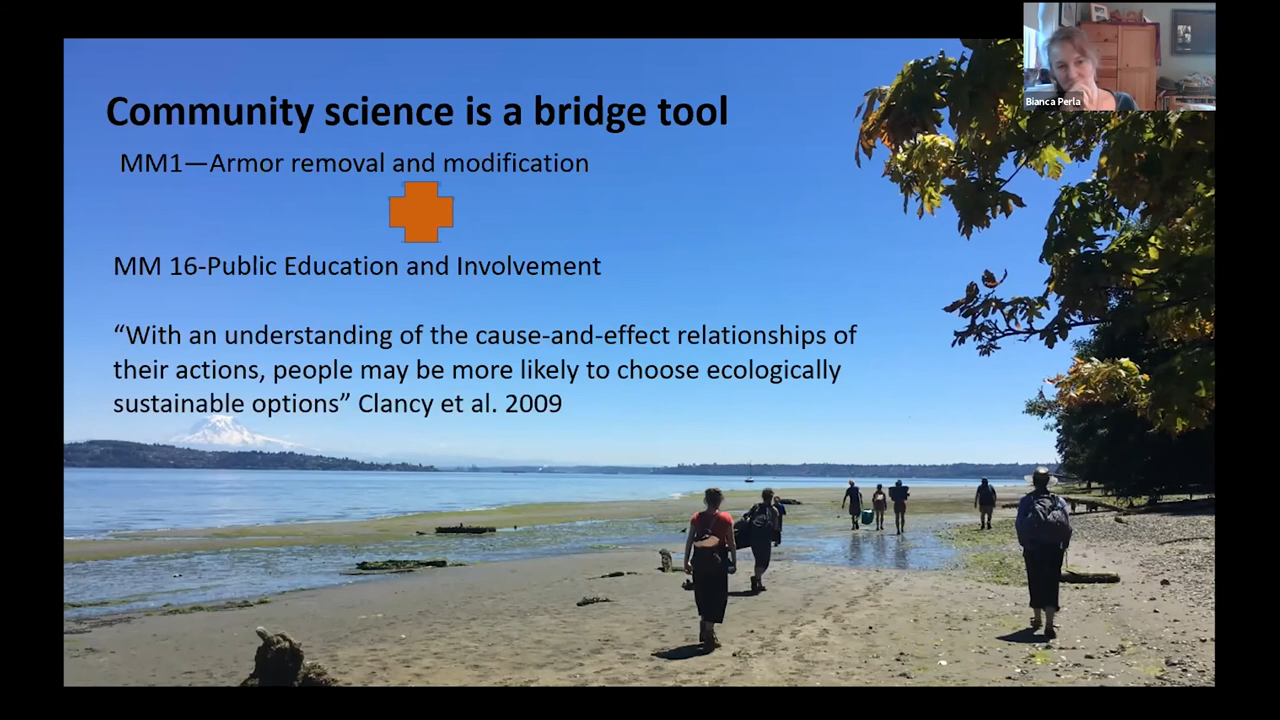 Community science is a bridge tool
MM1—Armor removal and modification
MM 16-Public Education and Involvement
“With an understanding of the cause-and-effect relationships of
their actions, people may be more likely to choose ecologically
sustainable options” Clancy et al. 2009
Bianca Perla